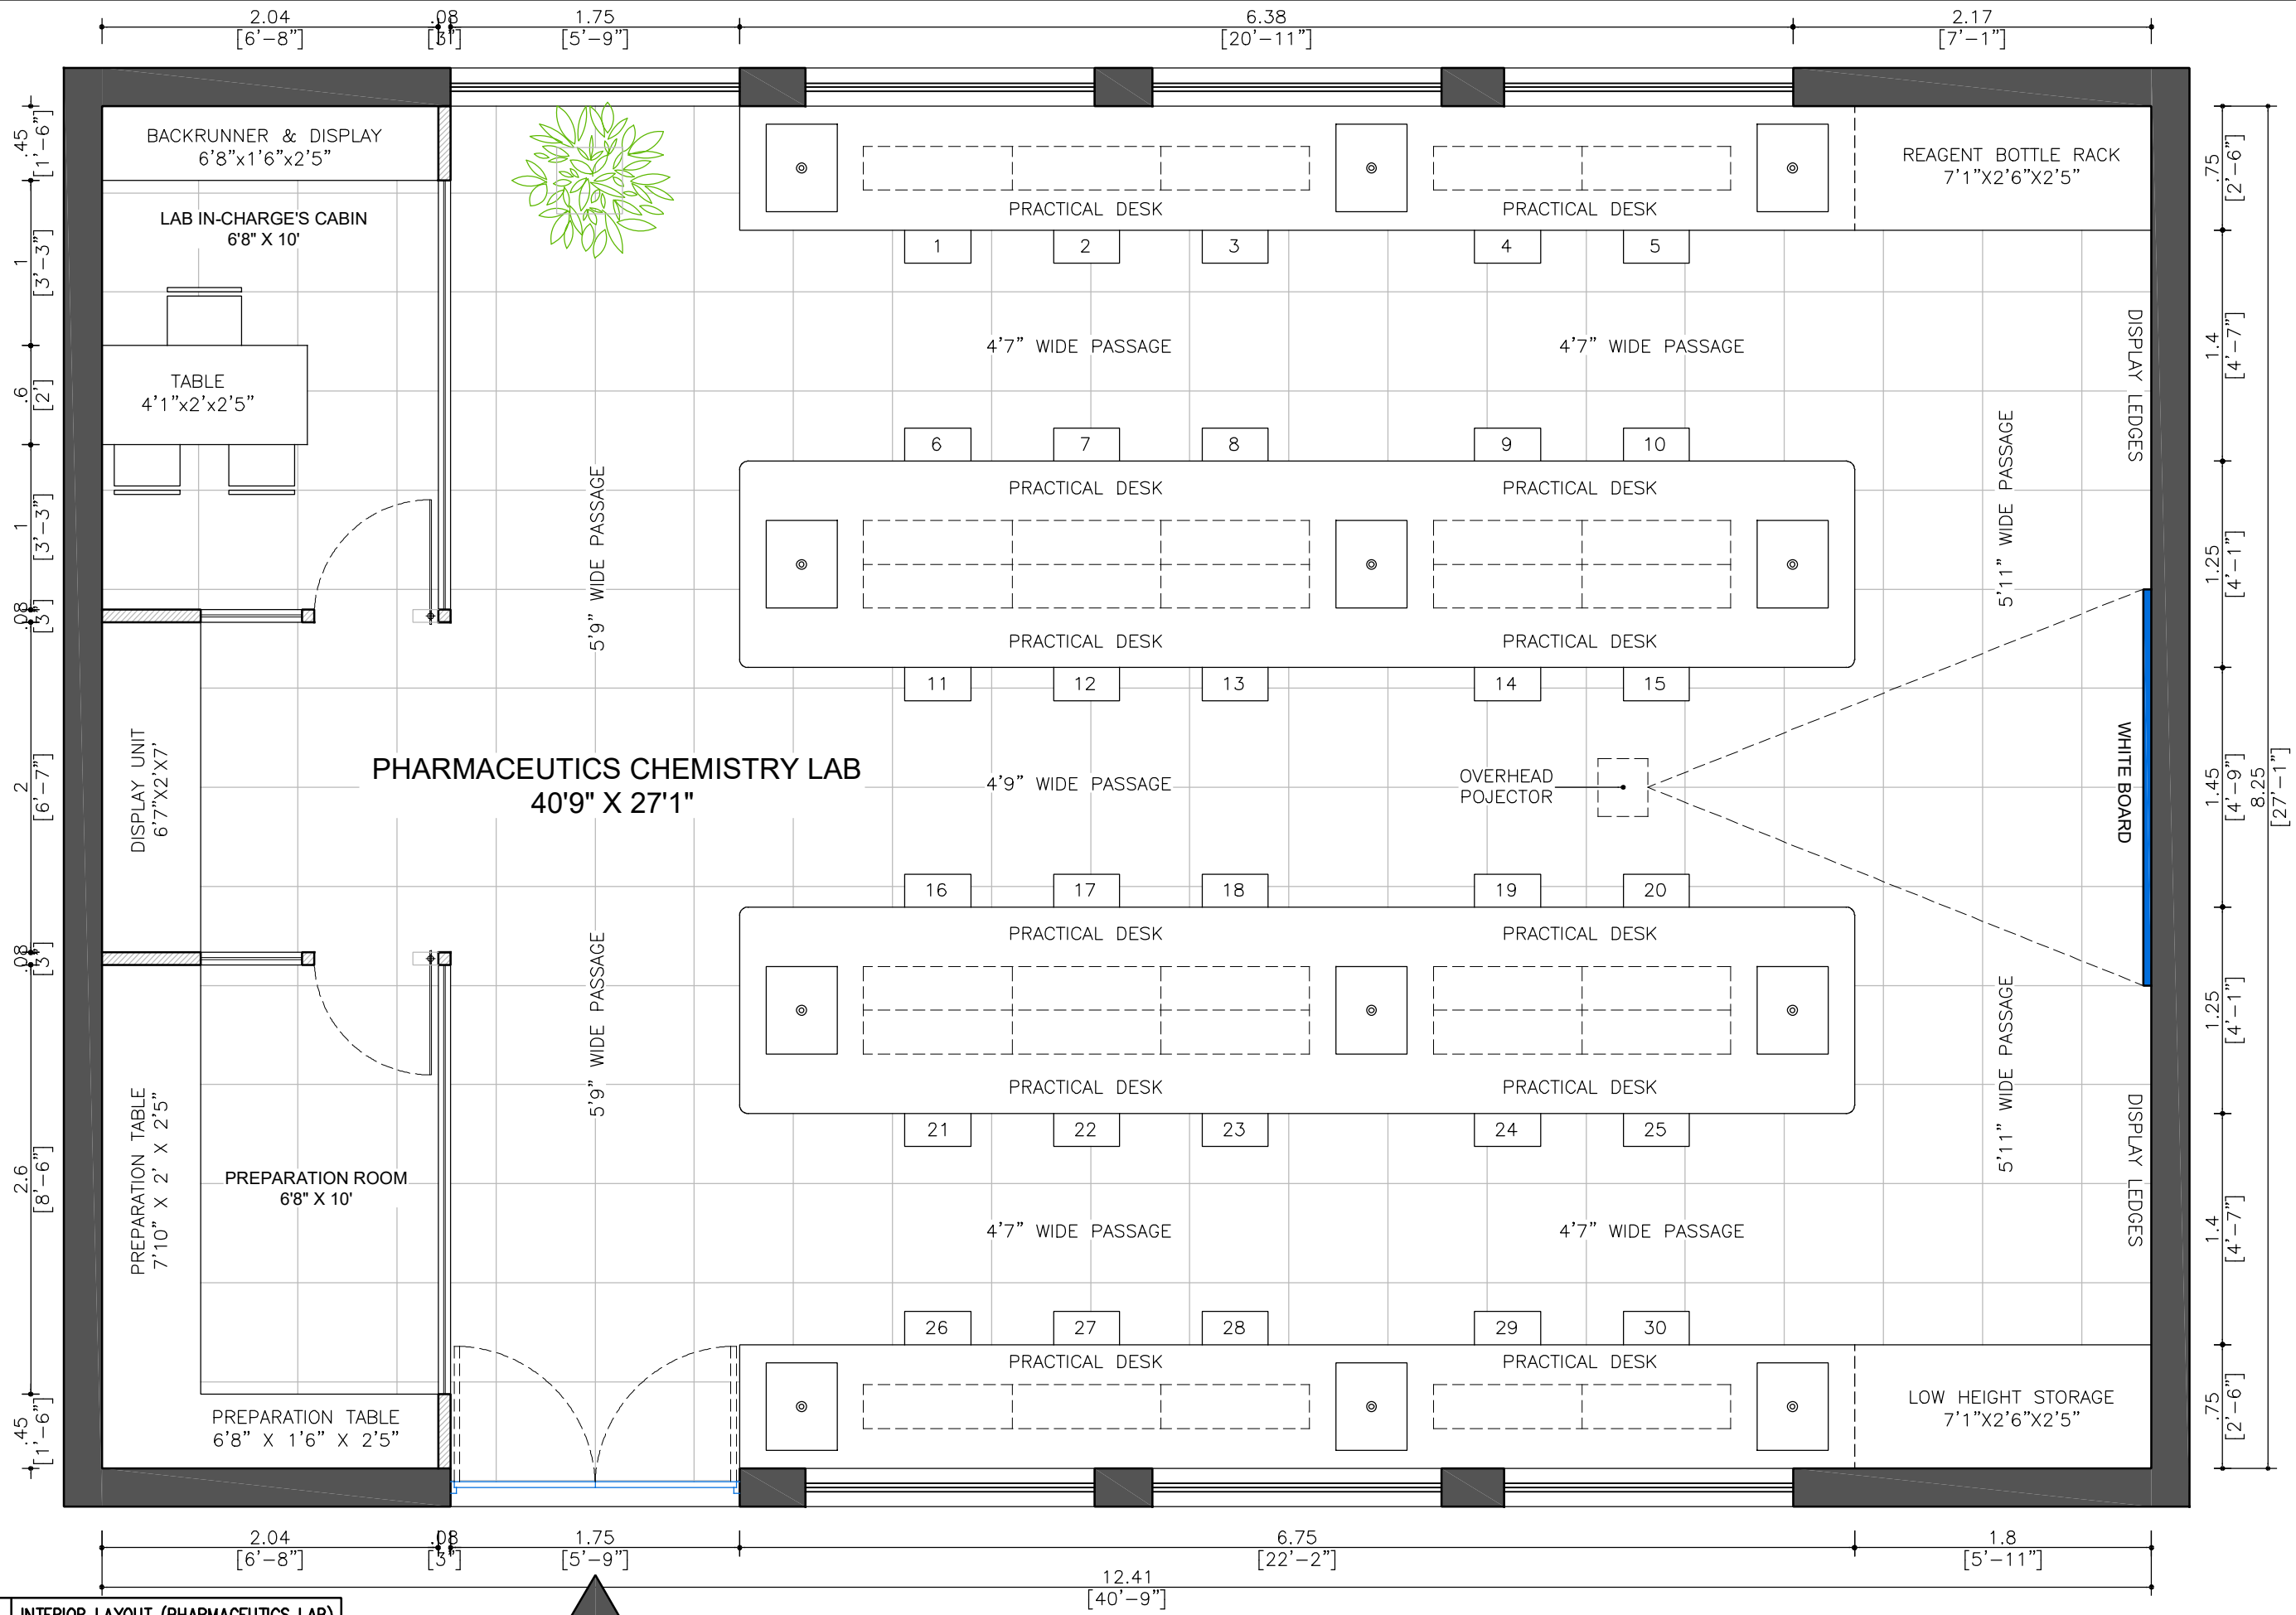 2.04
[6'-8"]
.08
[3"]
1.75
[5'-9"]
6.38
[20'-11"]
2.17
[7'-1"]
.45
[1'-6"]
1
[3'-3"]
.6
[2']
1
[3'-3"]
.08
[3"]
2
[6'-7"]
.08
[3"]
2.6
[8'-6"]
.45
[1'-6"]
BACKRUNNER & DISPLAY
6'8"x1'6"x2'5"
LAB IN-CHARGE'S CABIN
6'8" X 10'
TABLE
4'1"x2'x2'5"
DISPLAY UNIT
6'7"X2'X7'
PREPARATION TABLE
7'10" X 2' X 2'5"
PREPARATION ROOM
6'8" X 10'
PREPARATION TABLE
6'8" X 1'6" X 2'5"
5'9" WIDE PASSAGE
5'9" WIDE PASSAGE
PHARMACEUTICS CHEMISTRY LAB
40'9" X 27'1"
PRACTICAL DESK PRACTICAL DESK
1 2 3 4 5
REAGENT BOTTLE RACK
7'1"X2'6"X2'5"
4'7" WIDE PASSAGE 4'7" WIDE PASSAGE
6 7 8 9 10
PRACTICAL DESK PRACTICAL DESK
PRACTICAL DESK PRACTICAL DESK
11 12 13 14 15
4'9" WIDE PASSAGE
OVERHEAD
POJECTOR
16 17 18 19 20
PRACTICAL DESK PRACTICAL DESK
PRACTICAL DESK PRACTICAL DESK
21 22 23 24 25
4'7" WIDE PASSAGE 4'7" WIDE PASSAGE
26 27 28 29 30
PRACTICAL DESK PRACTICAL DESK
LOW HEIGHT STORAGE
7'1"X2'6"X2'5"
5'11" WIDE PASSAGE
5'11" WIDE PASSAGE
DISPLAY LEDGES
WHITE BOARD
DISPLAY LEDGES
.75
[2'-6"]
1.4
[4'-7"]
1.25
[4'-1"]
1.45
[4'-9"]
8.25
[27'-1"]
1.25
[4'-1"]
1.4
[4'-7"]
.75
[2'-6"]
2.04
[6'-8"]
.08
[3"]
1.75
[5'-9"]
6.75
[22'-2"]
1.8
[5'-11"]
12.41
[40'-9"]
INTERIOR LAYOUT (PHARMACEUTICS LAB)